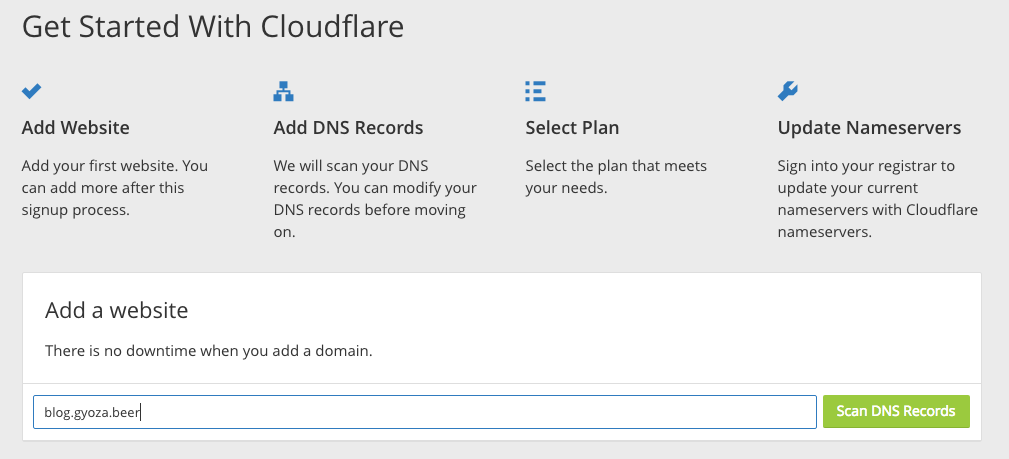 Get Started With Cloudflare
Add Website
Add your first website. You
can add more after this
signup process.
Add DNS Records
We will scan your DNS
records. You can modify your
DNS records before moving
on.
Select Plan
Select the plan that meets
your needs.
Update Nameservers
Sign into your registrar to
update your current
nameservers with Cloudflare
nameservers.
Add a website
There is no downtime when you add a domain.
blog.gyoza.beer
Scan DNS Records